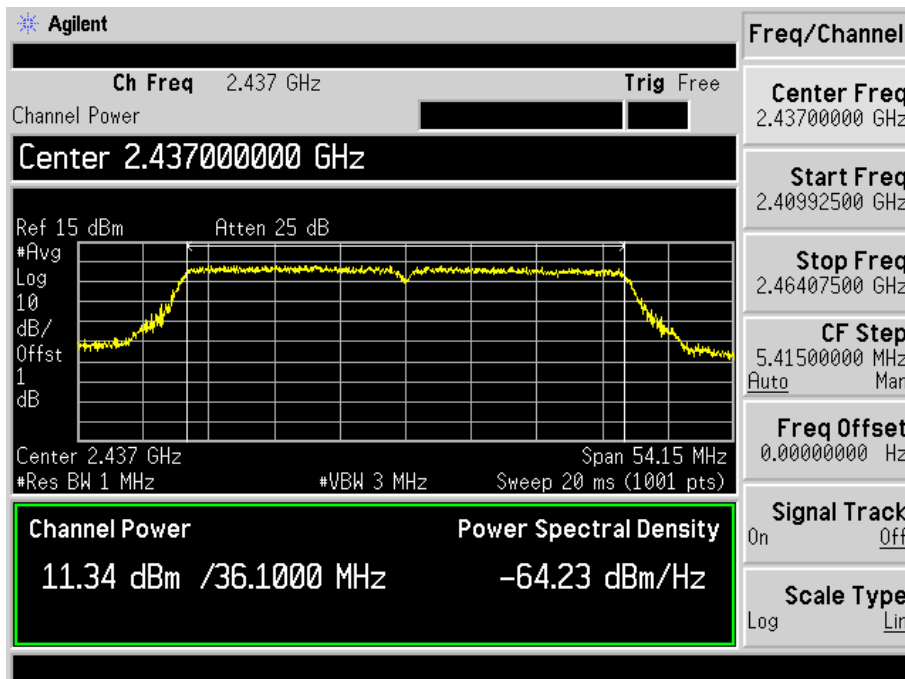 Agilent
Freq/Channel
Ch Freq 2.437 GHz Trig Free
Channel Power
Center 2.437000000 GHz
Ref 15 dBm Atten 25 dB
#Avg
Log
10
dB/
Offst
1
dB
Center 2.437 GHz Span 54.15 MHz
#Res BW 1 MHz #VBW 3 MHz Sweep 20 ms (1001 pts)
Channel Power Power Spectral Density
11.34 dBm /36.1000 MHz -64.23 dBm/Hz
Center Freq
2.43700000 GHz
Start Freq
2.40992500 GHz
Stop Freq
2.46407500 GHz
CF Step
5.41500000 MHz
Auto Man
Freq Offset
0.00000000 Hz
Signal Track
On Off
Scale Type
Log Lin